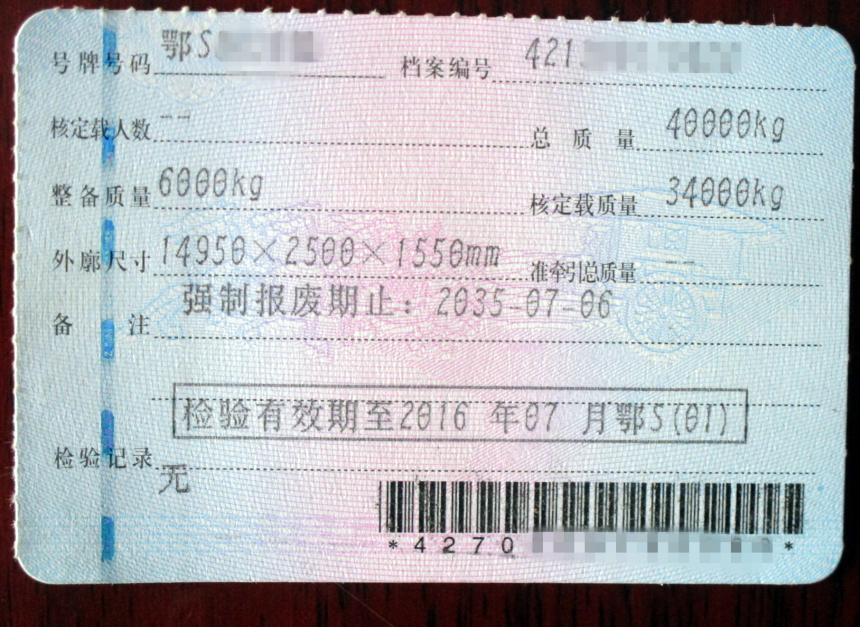 号牌号码 鄂S 档案编号 421
核定载人数 -- 总质量 40000kg
整备质量 6000kg 核定载质量 34000kg
外廓尺寸 14950×2500×1550mm 准牵引总质量 --
强制报废期止：2035-07-06
备注
检验有效期至2016 年07 月鄂S(01)
检验记录
无
*4270 *